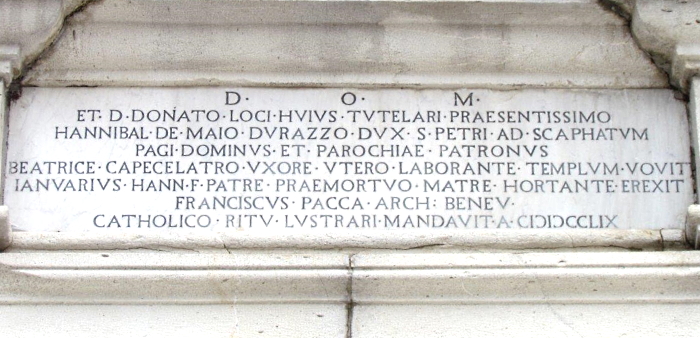 D· O· M·
ET· D· DONATO· LOCI· HVIVS· TVTELARI· PRAESENTISSIMO
HANNIBAL· DE· MAIO· DVRAZZO· DVX· S· PETRI· AD· SCAPHATVM
PAGI· DOMINVS· ET· PAROCHIAE· PATRONVS
BEATRICE· CAPECELATRO· VXORE· VTERO· LABORANTE· TEMPLVM· VOVIT
IANVARIVS· HANN· F· PATRE· PRAEMORTVO· MATRE· HORTANTE· EREXIT
FRANCISCVS· PACCA· ARCH: BENEV·
CATHOLICO· RITV· LVSTRARI· MANDAVIT· A· CIƆIƆCCLIX